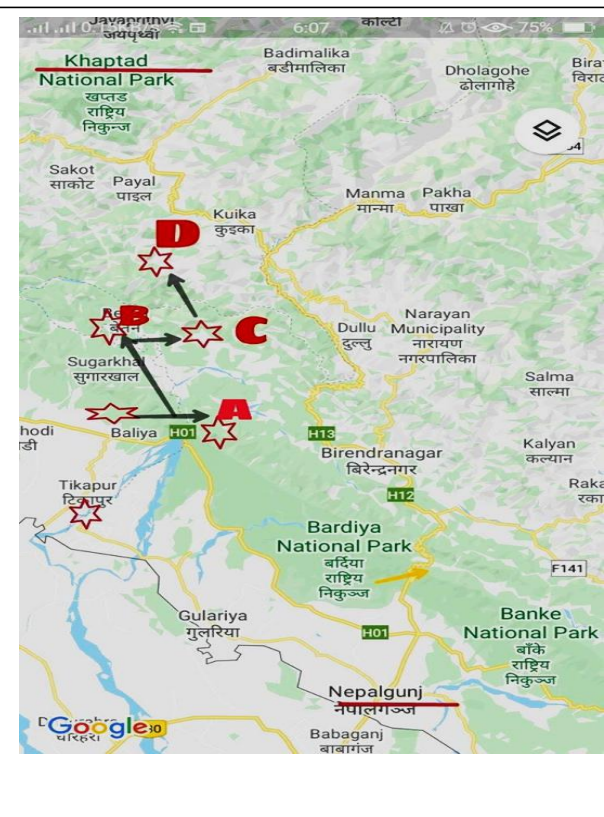 जयपृथ्वी
6:07
कोल्टी
75%
Khaptad
National Park
खप्तड
राष्ट्रिय
निकुन्ज
Badimalika
बडीमालिका
Dholagohe
ढोलागोहे
Sakot
साकोट
Payal
पाइल
Manma
मान्मा
Pakha
पाखा
Kuika
कुइका
D
B
C
Sugarkhal
सुगारखाल
Dullu
दुल्लु
Narayan
Municipality
नारायण
नगरपालिका
Salma
साल्मा
A
Baliya
H01
H13
Birendranagar
बिरेन्द्रनगर
Kalyan
कल्यान
Tikapur
टिकापुर
H12
Bardiya
National Park
बर्दिया
राष्ट्रिय
निकुञ्ज
F141
Gulariya
गुलरिया
H01
Banke
National Park
बाँके
राष्ट्रिय
निकुञ्ज
Nepalgunj
नेपालगञ्ज
Google
Babaganj
बाबागंज